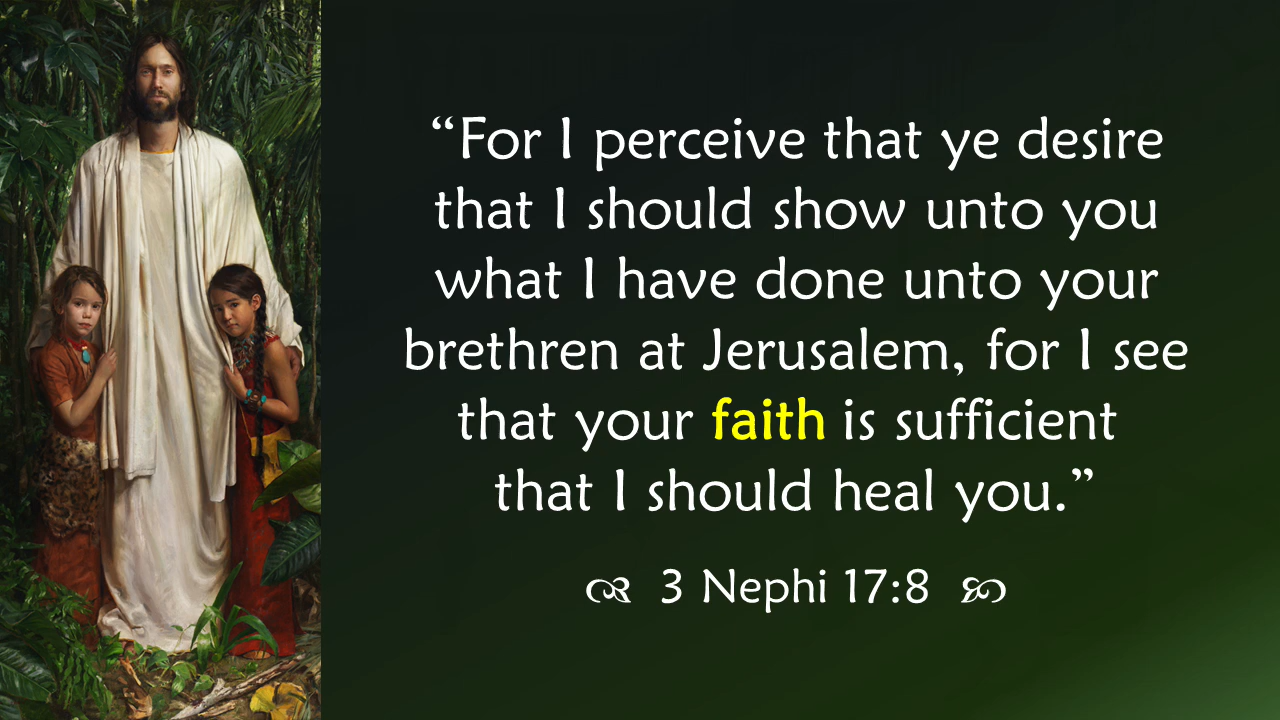 “For I perceive that ye desire
that I should show unto you
what I have done unto your
brethren at Jerusalem, for I see
that your faith is sufficient
that I should heal you.”
3 Nephi 17:8